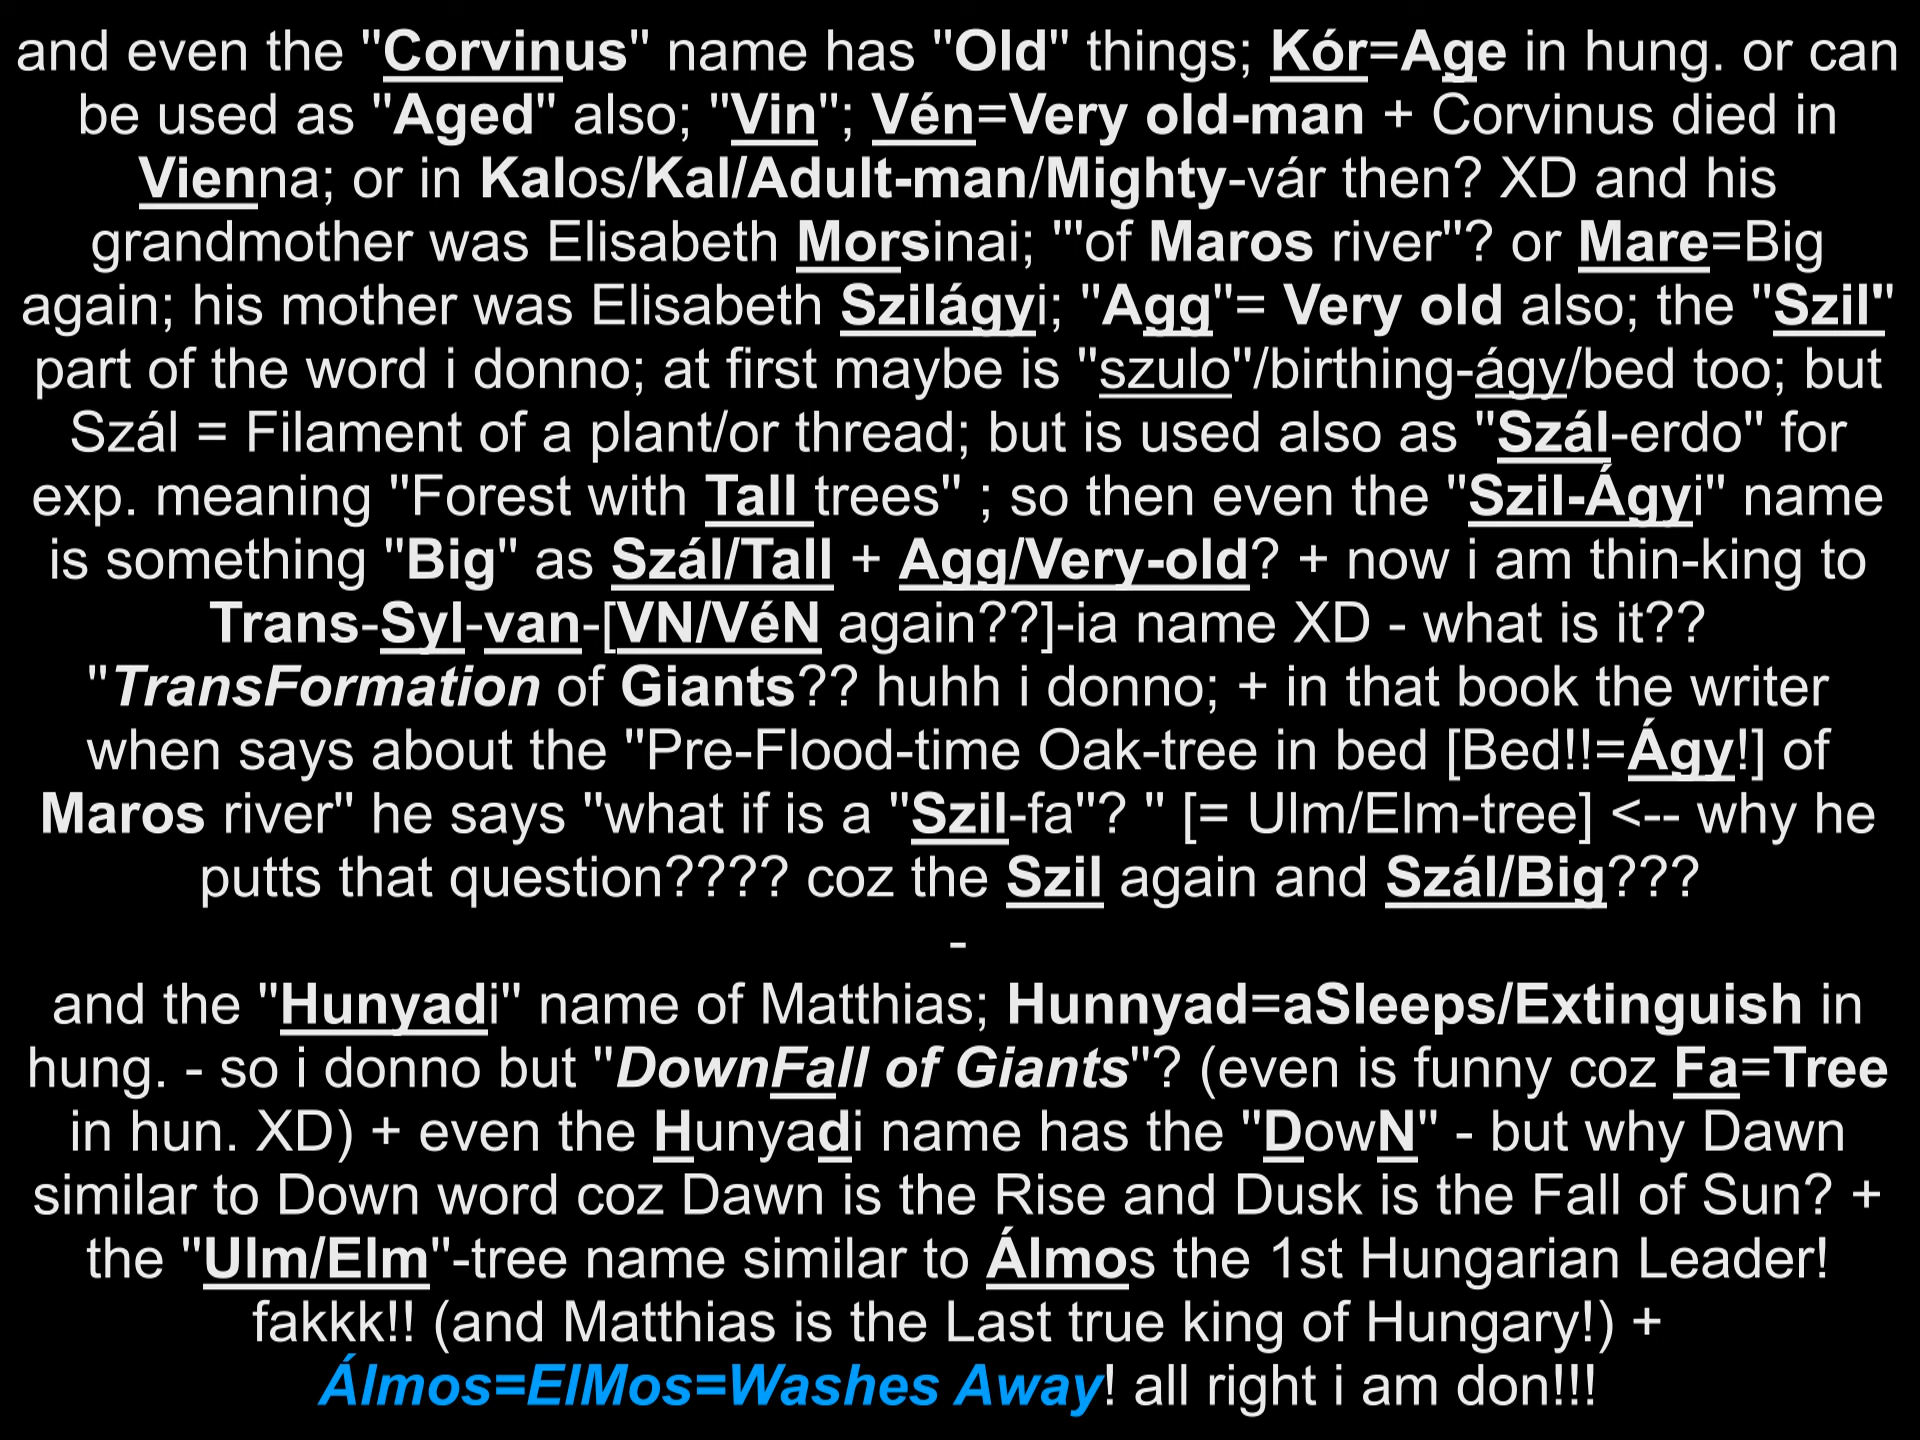 and even the "Corvinus" name has "Old" things; Kór=Age in hung. or can
be used as "Aged" also; "Vin"; Vén=Very old-man + Corvinus died in
Vienna; or in Kalos/Kal/Adult-man/Mighty-vár then? XD and his
grandmother was Elisabeth Morsinai; '"of Maros river"? or Mare=Big
again; his mother was Elisabeth Szilágyi; "Agg"= Very old also; the "Szil"
part of the word i donno; at first maybe is "szulo"/birthing-ágy/bed too; but
Szál = Filament of a plant/or thread; but is used also as "Szál-erdo" for
exp. meaning "Forest with Tall trees" ; so then even the "Szil-Ágyi" name
is something "Big" as Szál/Tall + Agg/Very-old? + now i am thin-king to
Trans-Syl-van-[VN/VéN again??]-ia name XD - what is it??
"TransFormation of Giants?? huhh i donno; + in that book the writer
when says about the "Pre-Flood-time Oak-tree in bed [Bed!!=Ágy!] of
Maros river" he says "what if is a "Szil-fa"? " [= Ulm/Elm-tree] <-- why he
putts that question???? coz the Szil again and Szál/Big???
-
and the "Hunyadi" name of Matthias; Hunnyad=aSleeps/Extinguish in
hung. - so i donno but "DownFall of Giants"? (even is funny coz Fa=Tree
in hun. XD) + even the Hunyadi name has the "DowN" - but why Dawn
similar to Down word coz Dawn is the Rise and Dusk is the Fall of Sun? +
the "Ulm/Elm"-tree name similar to Álmos the 1st Hungarian Leader!
fakkk!! (and Matthias is the Last true king of Hungary!) +
Álmos=ElMos=Washes Away! all right i am don!!!